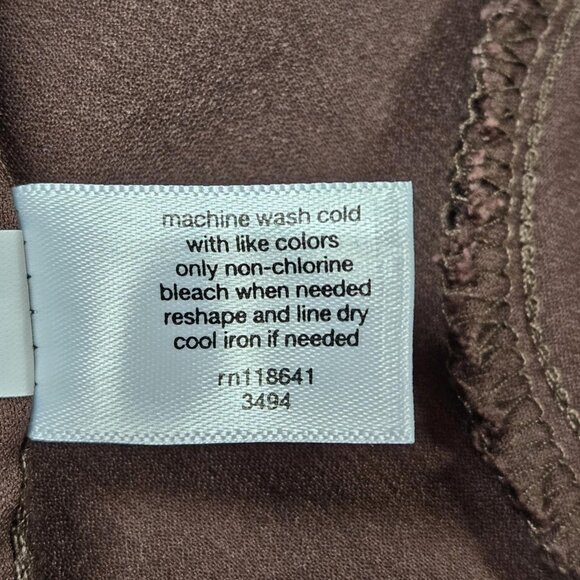 machine wash cold
with like colors
only non-chlorine
bleach when needed
reshape and line dry
cool iron if needed
rn118641
3494